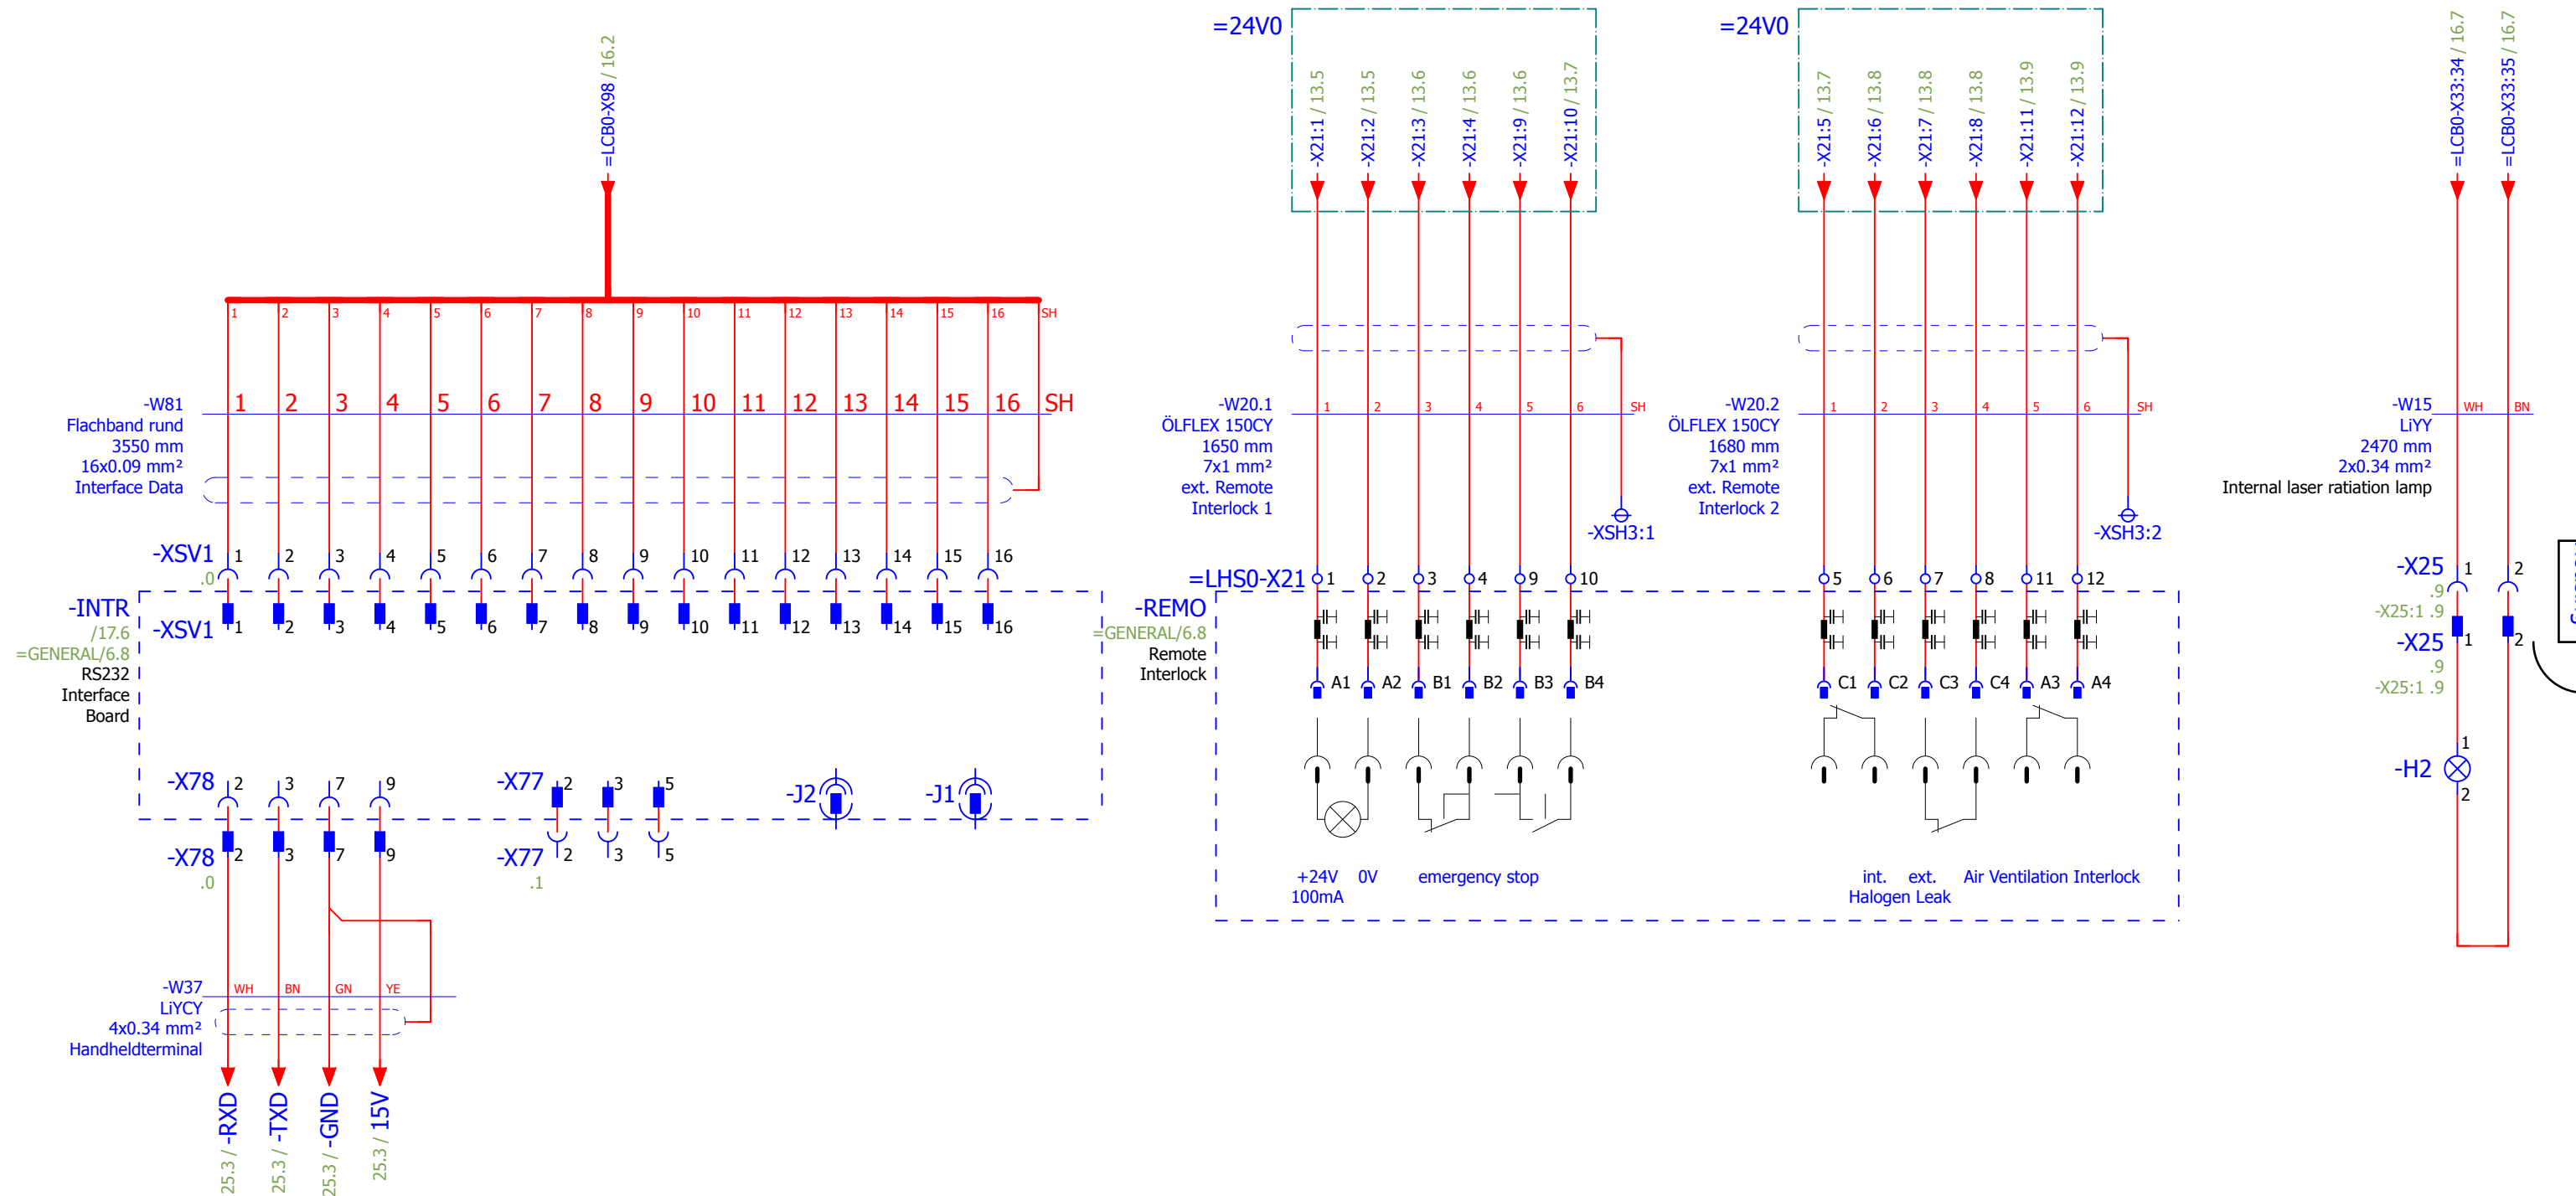 =LCB0-X98 / 16.2
1 2 3 4 5 6 7 8 9 10 11 12 13 14 15 16 SH
-W81 1 2 3 4 5 6 7 8 9 10 11 12 13 14 15 16 SH
Flachband rund
3550 mm
16x0.09 mm²
Interface Data
-XSV1 1 2 3 4 5 6 7 8 9 10 11 12 13 14 15 16
.0
-INTR
/17.6
=GENERAL/6.8
RS232
Interface
Board
-XSV1 1 2 3 4 5 6 7 8 9 10 11 12 13 14 15 16
-X78 2 3 7 9
-X77 2 3 5
-J2
-J1
-X78 2 3 7 9
.0
-X77 2 3 5
.1
-W37 WH BN GN YE
LiYCY
4x0.34 mm²
Handheldterminal
25.3 / -RXD
25.3 / -TXD
25.3 / -GND
25.3 / 15V
=24V0
-X21:1 / 13.5
-X21:2 / 13.5
-X21:3 / 13.6
-X21:4 / 13.6
-X21:9 / 13.6
-X21:10 / 13.7
-W20.1 1 2 3 4 5 6 SH
ÖLFLEX 150CY
1650 mm
7x1 mm²
ext. Remote
Interlock 1
-XSH3:1
=24V0
-X21:5 / 13.7
-X21:6 / 13.8
-X21:7 / 13.8
-X21:8 / 13.8
-X21:11 / 13.9
-X21:12 / 13.9
-W20.2 1 2 3 4 5 6 SH
ÖLFLEX 150CY
1680 mm
7x1 mm²
ext. Remote
Interlock 2
-XSH3:2
=LHS0-X21 1 2 3 4 9 10 5 6 7 8 11 12
-REMO
=GENERAL/6.8
Remote
Interlock
A1 A2 B1 B2 B3 B4 C1 C2 C3 C4 A3 A4
+24V 0V emergency stop
100mA
int. ext. Air Ventilation Interlock
Halogen Leak
=LCB0-X33:34 / 16.7
=LCB0-X33:35 / 16.7
-W15 WH BN
LiYY
2470 mm
2x0.34 mm²
Internal laser ratiation lamp
-X25 1 2
.9
-X25:1 .9
-X25 1 2
.9
-X25:1 .9
-H2 1
2